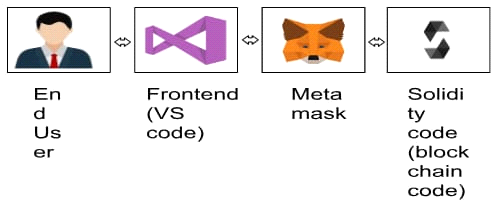 En
d
Us
er
Frontend
(VS
code)
Meta
mask
Solidi
ty
code
(block
chain
code)